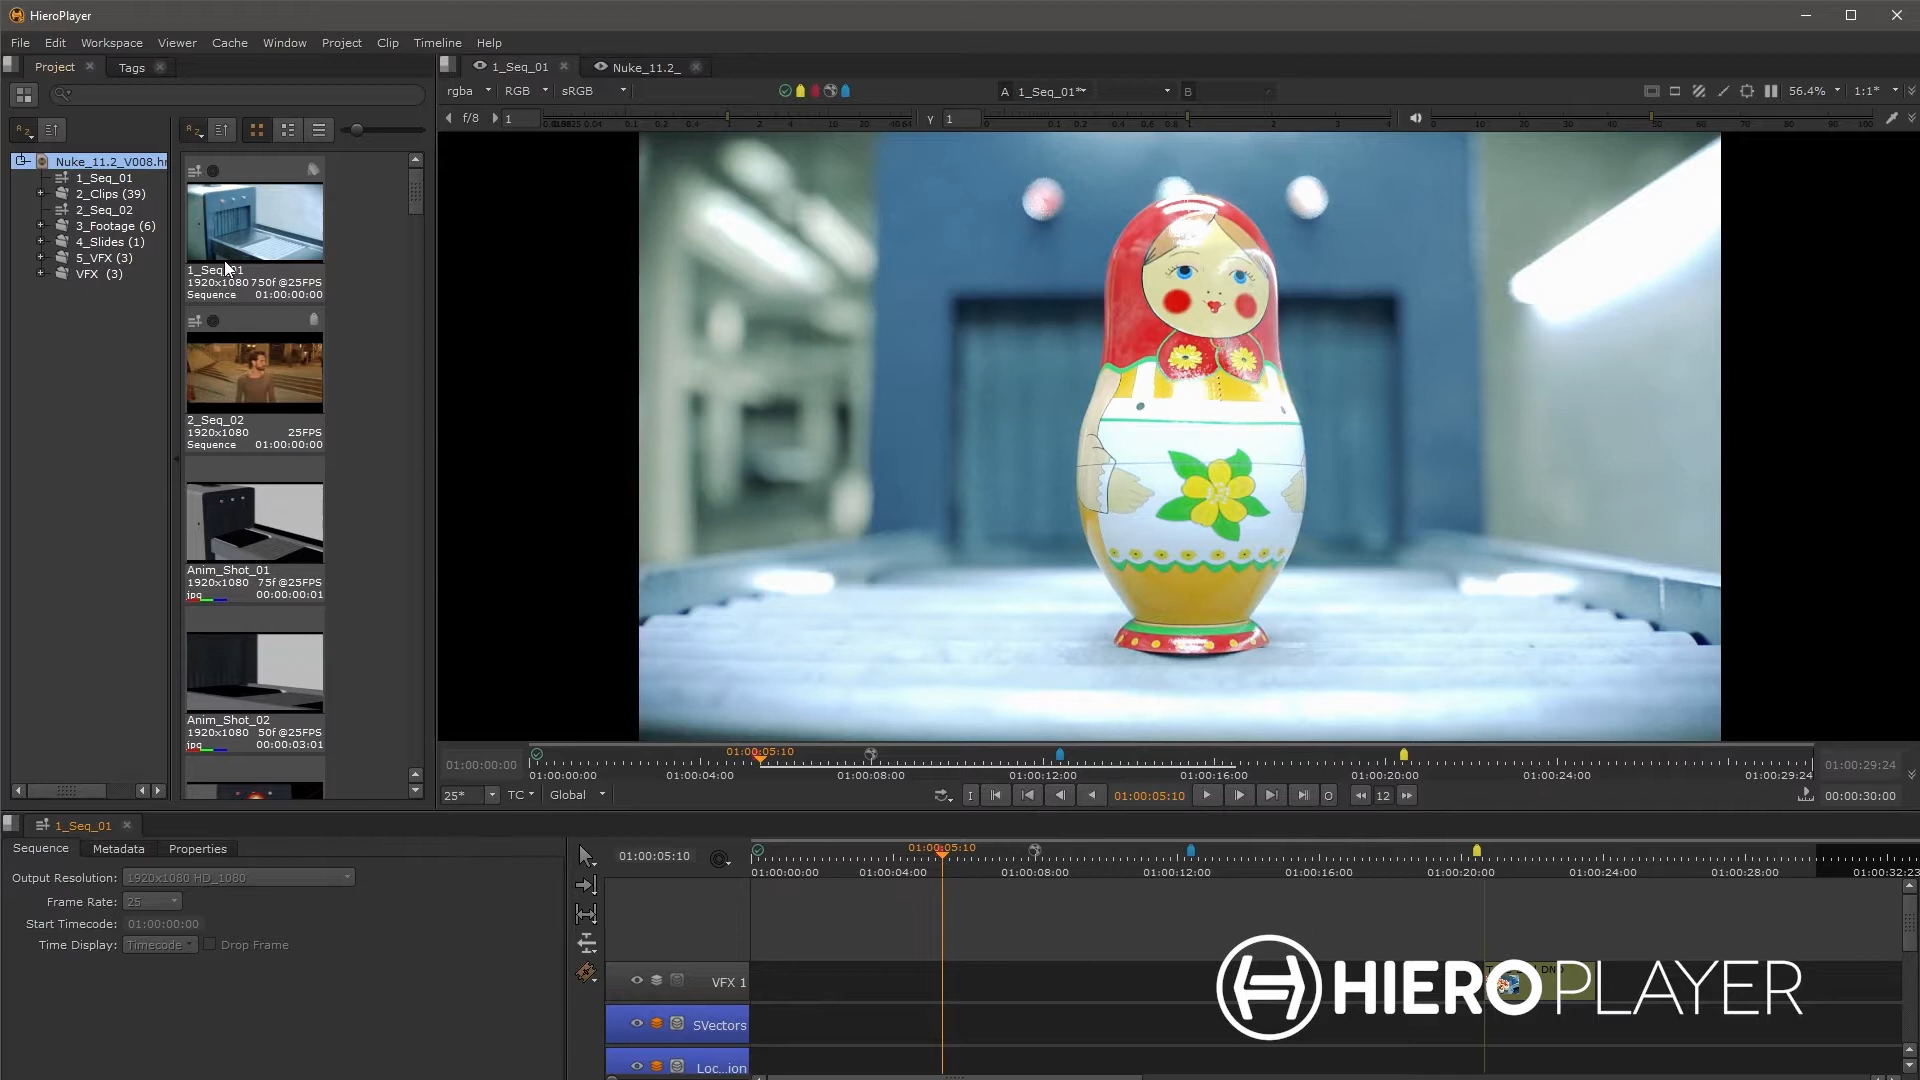 HieroPlayer
File Edit Workspace Viewer Cache Window Project Clip Timeline Help
Project Tags
1_Seq_01 Nuke_11.2_
rgba RGB sRGB A 1_Seq_01* B 56.4% 1:1*
f/8 1 γ 1
Nuke_11.2_V008.hr
1_Seq_01
2_Clips (39)
2_Seq_02
3_Footage (6)
4_Slides (1)
5_VFX (3)
VFX (3)
1_Seq_01
1920x1080 750f @25FPS
Sequence 01:00:00:00
2_Seq_02
1920x1080 25FPS
Sequence 01:00:00:00
Anim_Shot_01
1920x1080 75f @25FPS
jpg 00:00:00:01
Anim_Shot_02
1920x1080 50f @25FPS
jpg 00:00:03:01
01:00:05:10
01:00:00:00 01:00:29:24
01:00:00:00 01:00:04:00 01:00:08:00 01:00:12:00 01:00:16:00 01:00:20:00 01:00:24:00 01:00:29:24
25* TC Global I 01:00:05:10 O 12 00:00:30:00
1_Seq_01
Sequence Metadata Properties
Output Resolution: 1920x1080 HD_1080
Frame Rate: 25
Start Timecode: 01:00:00:00
Time Display: Timecode Drop Frame
01:00:05:10
01:00:05:10
01:00:00:00 01:00:04:00 01:00:08:00 01:00:12:00 01:00:16:00 01:00:20:00 01:00:24:00 01:00:28:00 01:00:32:23
VFX 1
SVectors
Loc...ion
HIEROPLAYER